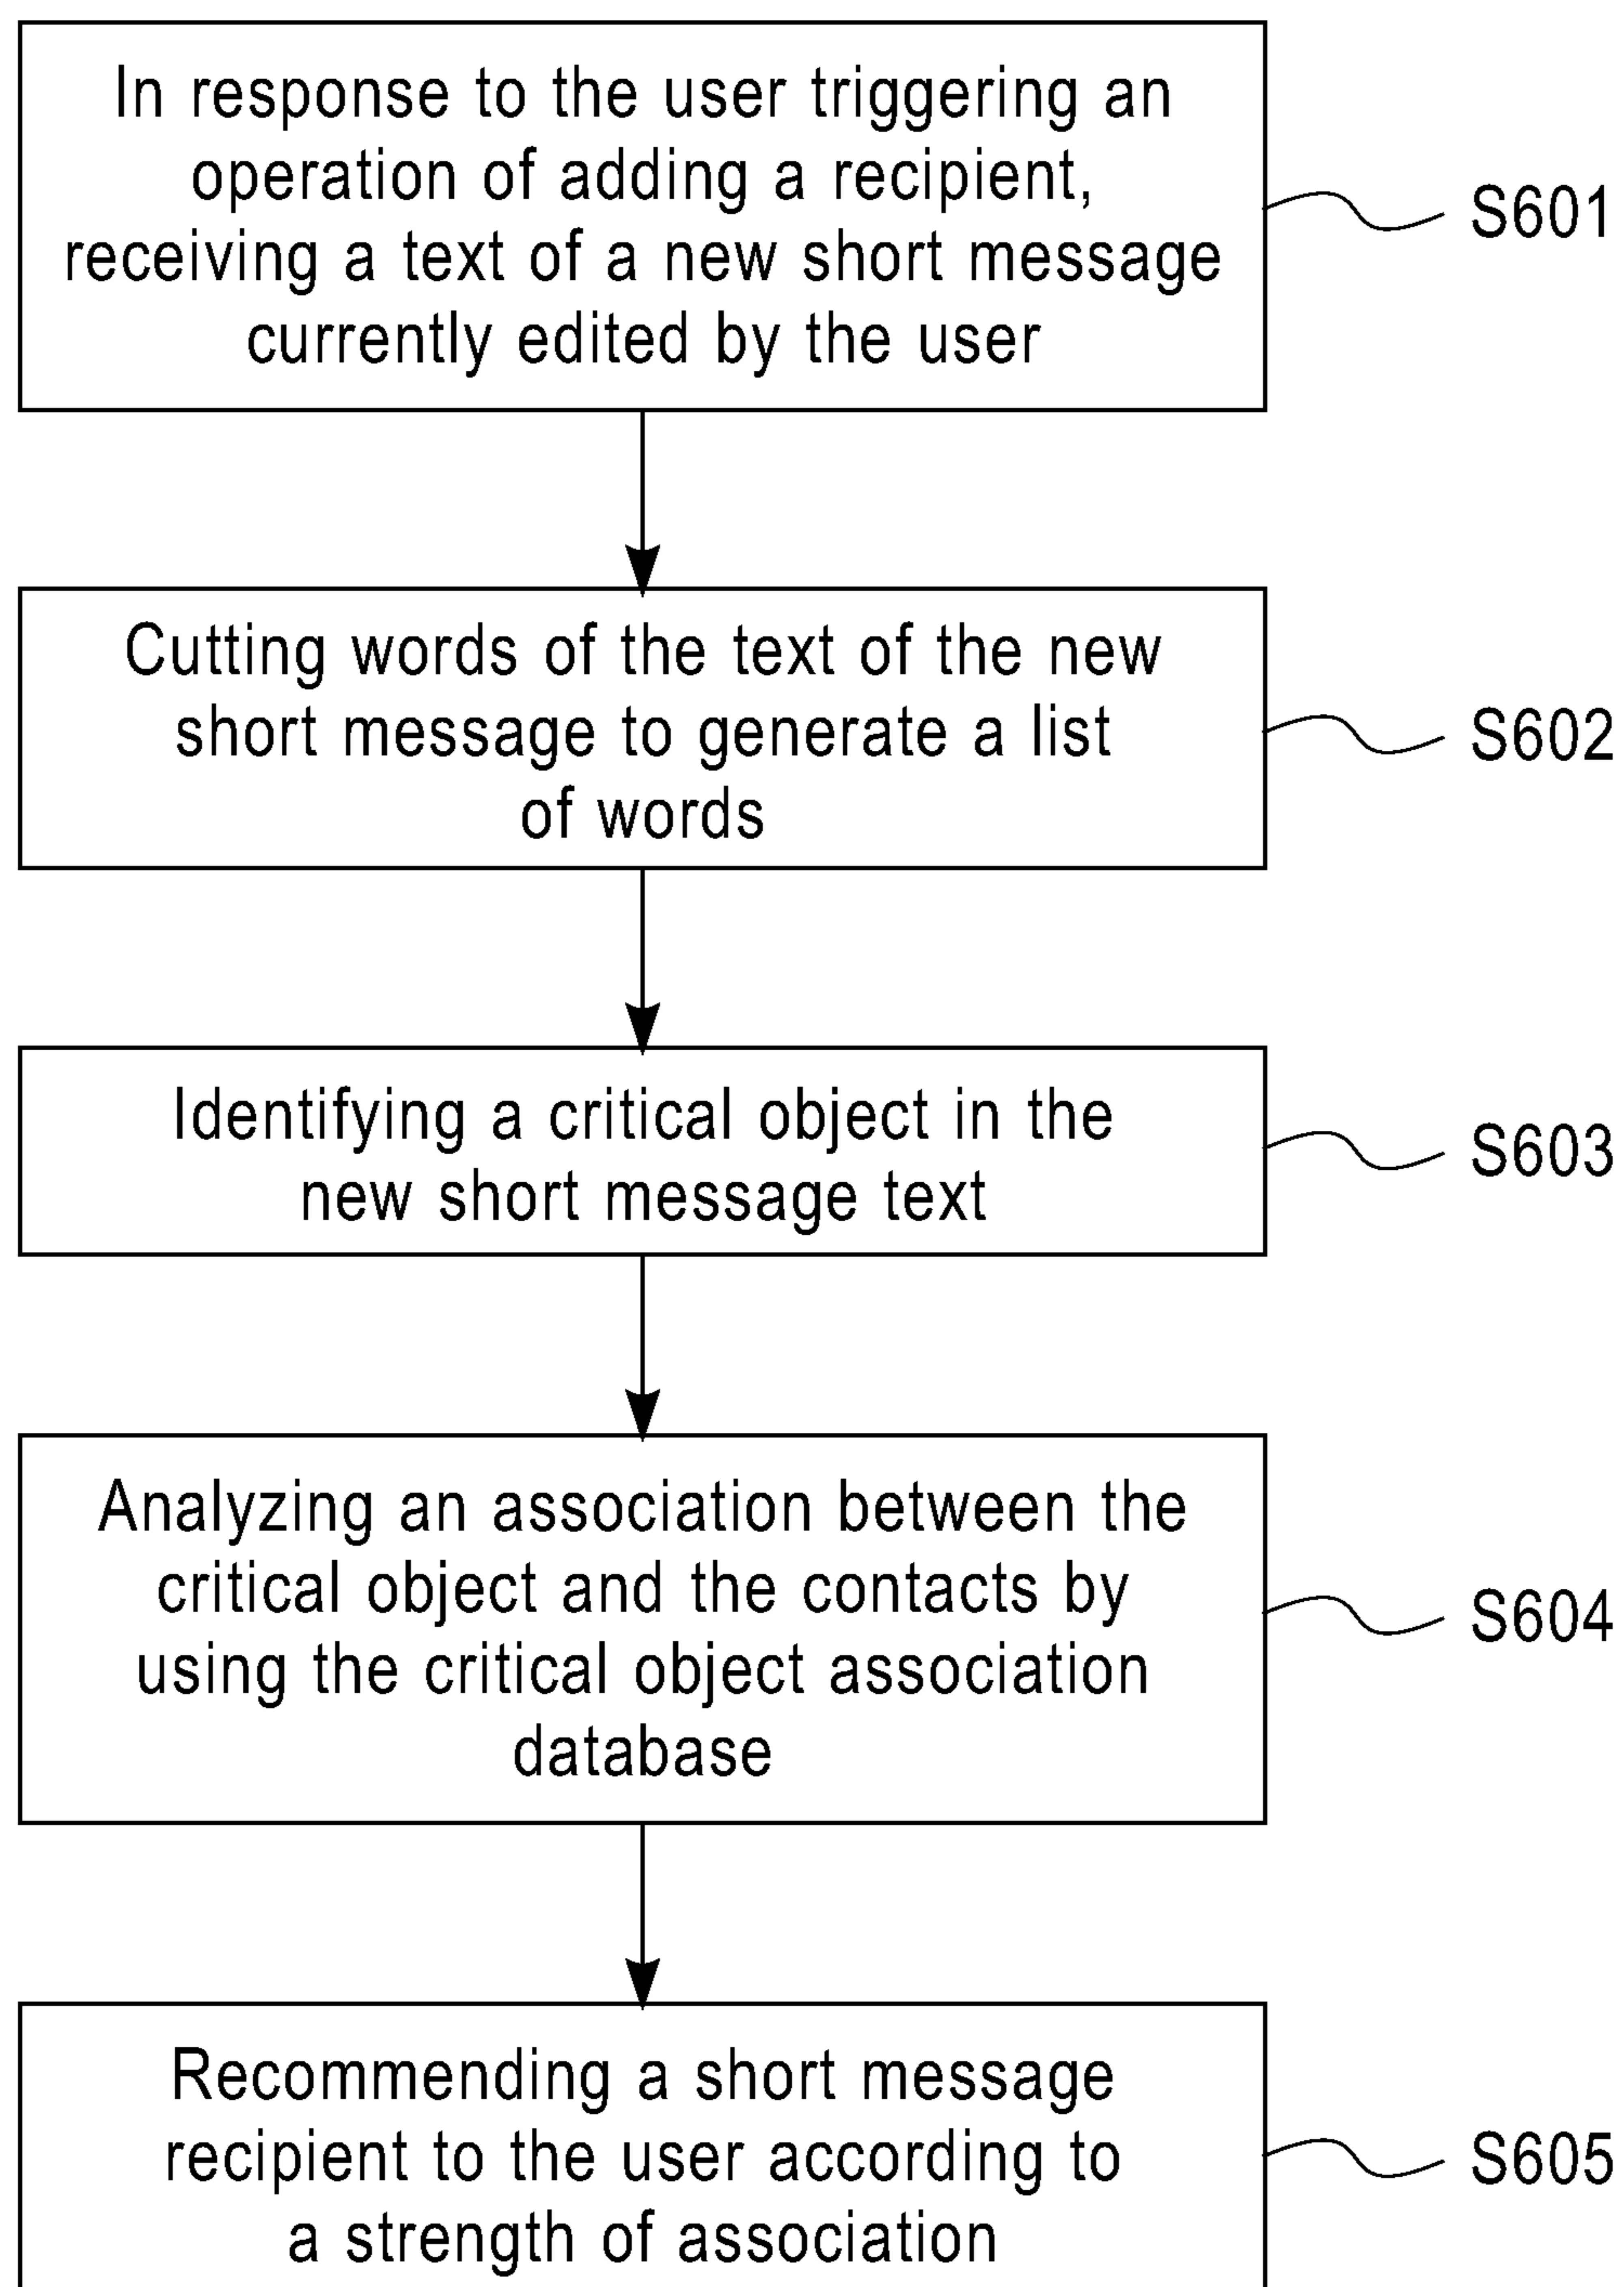 In response to the user triggering an
operation of adding a recipient,
receiving a text of a new short message
currently edited by the user
S601
Cutting words of the text of the new
short message to generate a list
of words
S602
Identifying a critical object in the
new short message text
S603
Analyzing an association between the
critical object and the contacts by
using the critical object association
database
S604
Recommending a short message
recipient to the user according to
a strength of association
S605